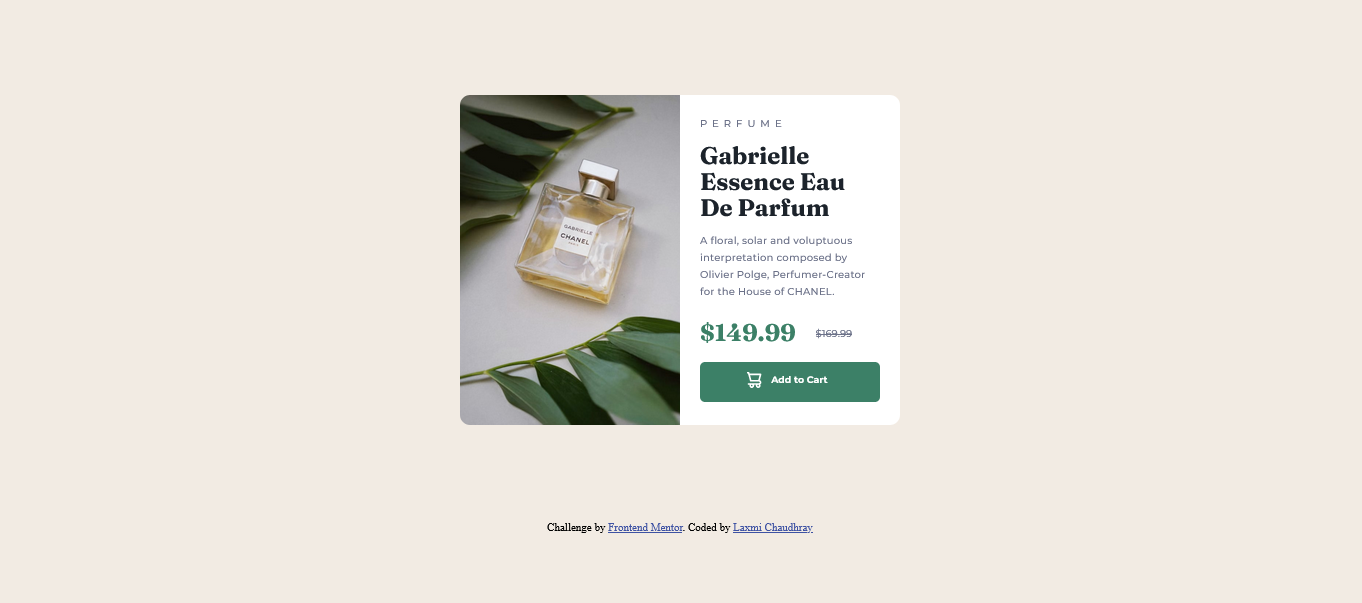 PERFUME
Gabrielle
Essence Eau
De Parfum
GABRIELLE
CHANEL
PARIS
A floral, solar and voluptuous
interpretation composed by
Olivier Polge, Perfumer-Creator
for the House of CHANEL.
$149.99 $169.99
Add to Cart
Challenge by Frontend Mentor. Coded by Laxmi Chaudhray